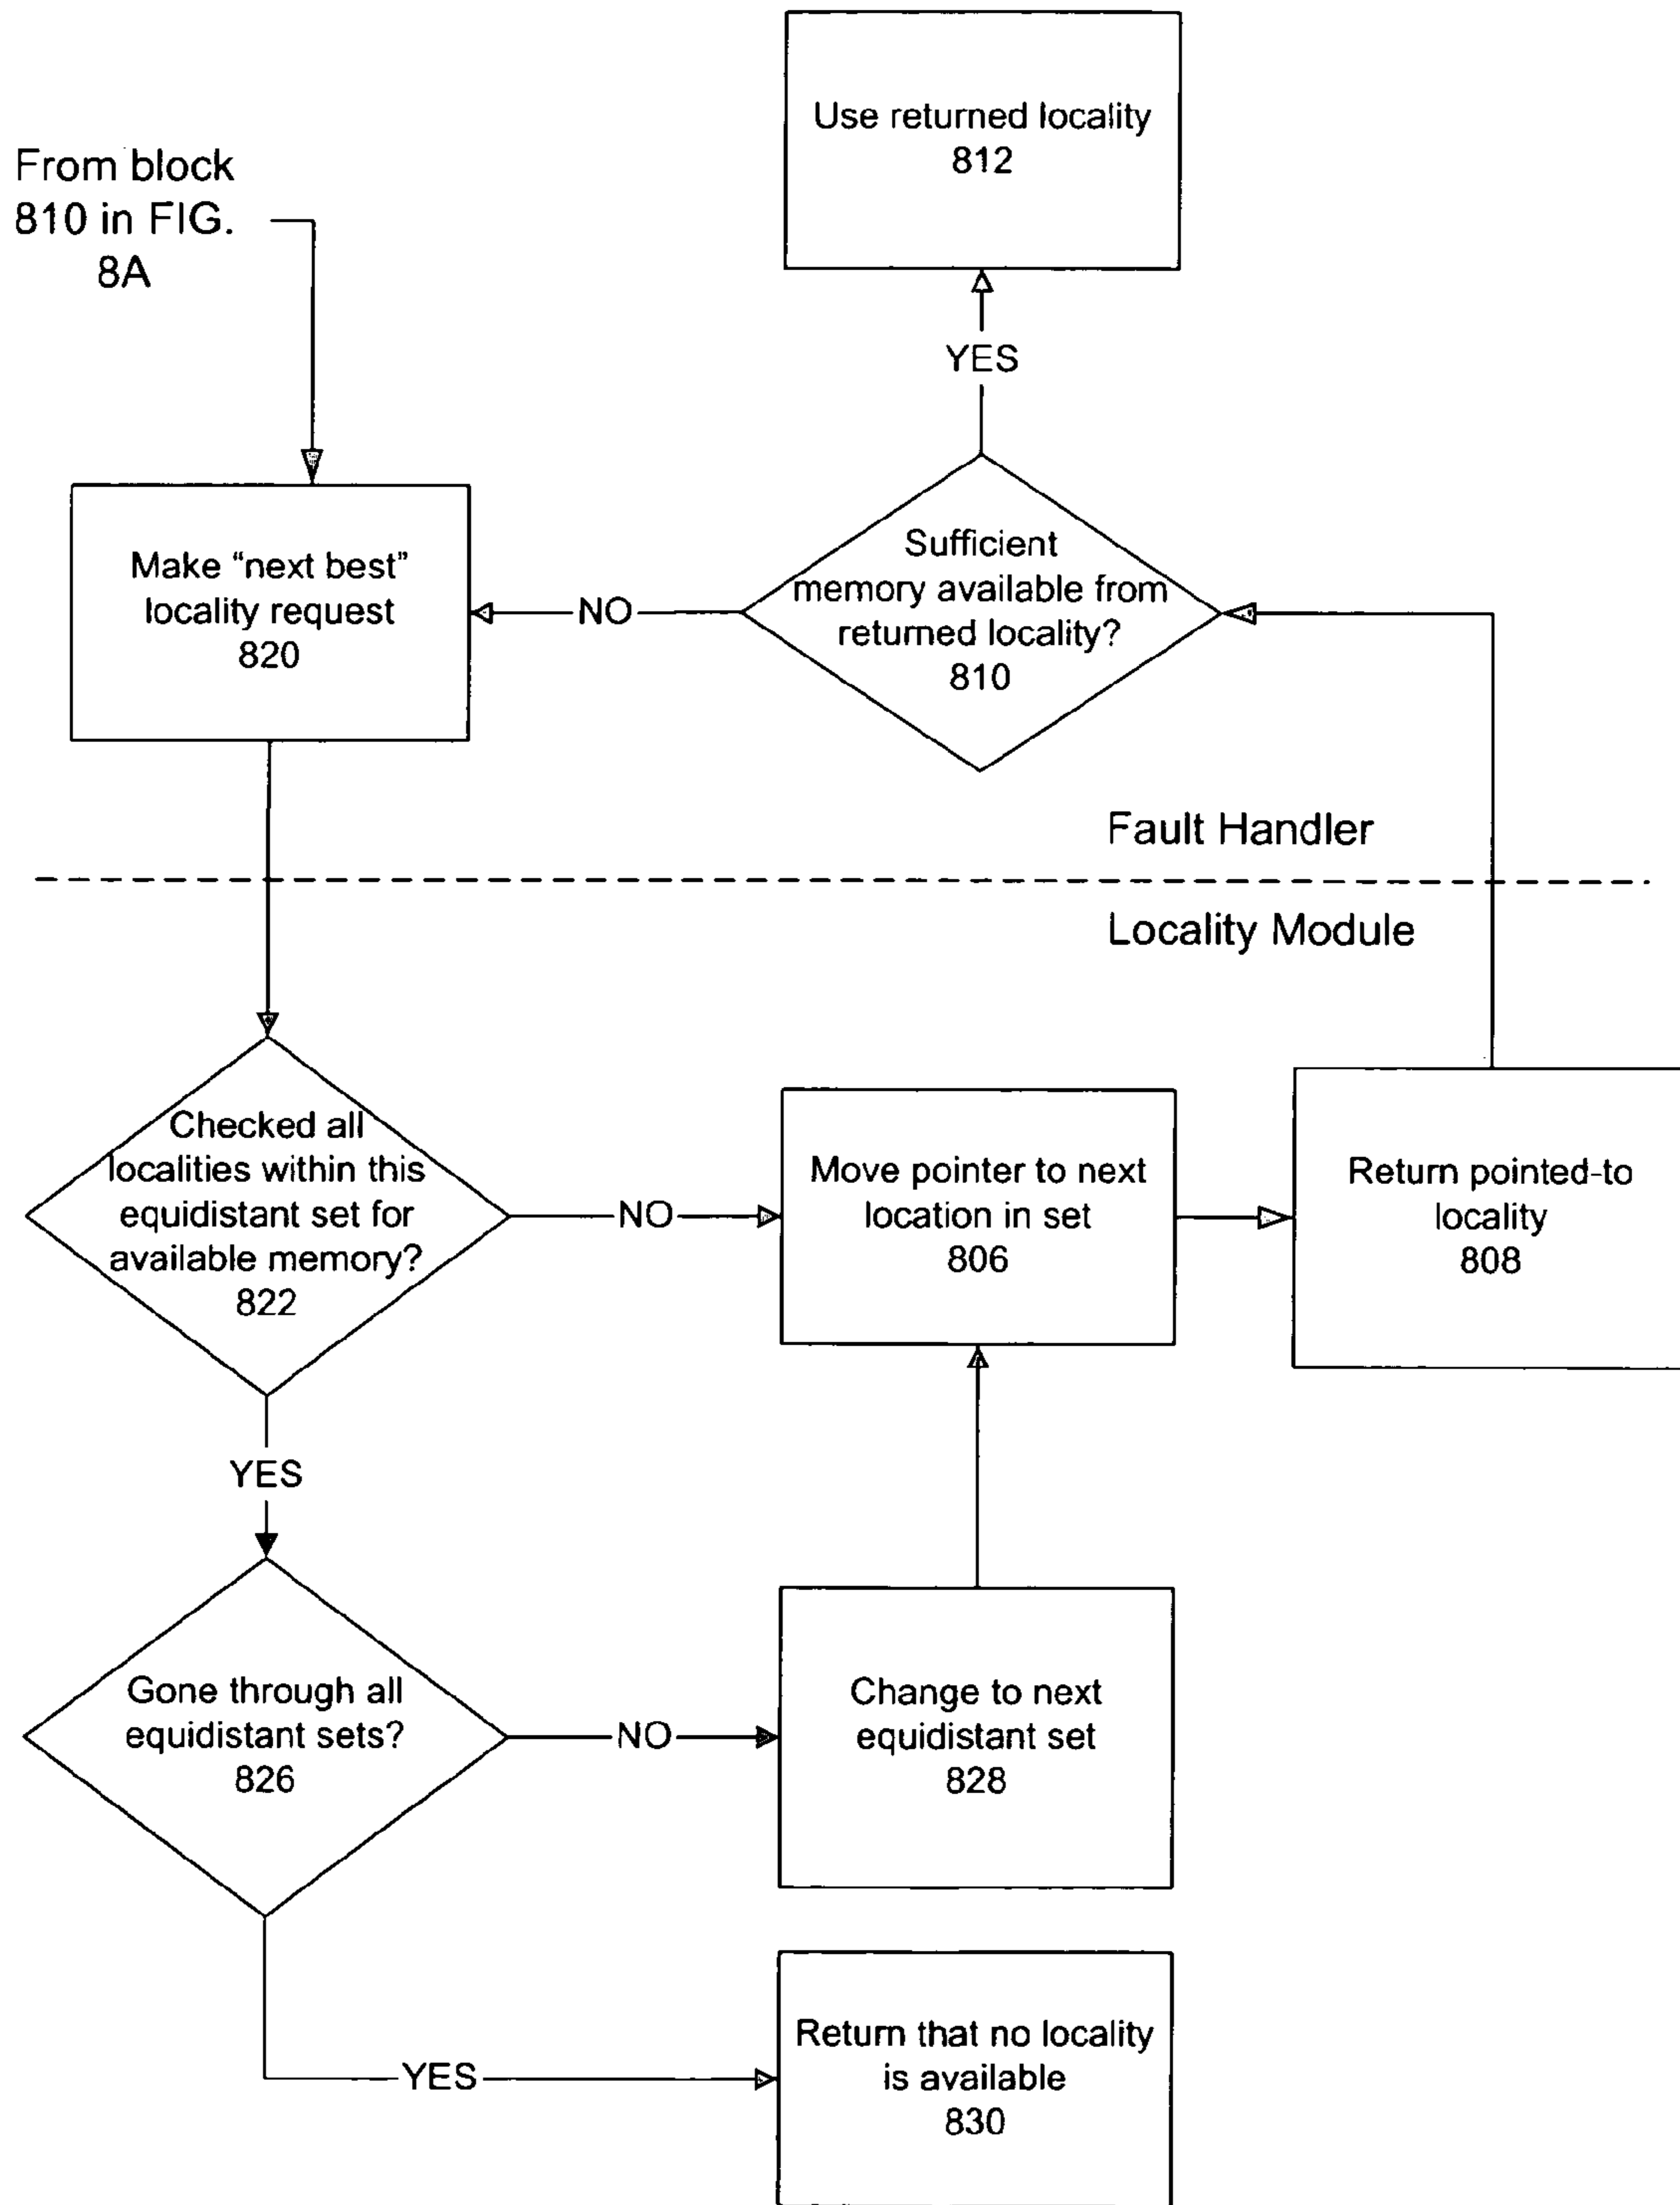 Use returned locality
812
From block
810 in FIG.
8A
YES
Make “next best”
locality request
820
NO
Sufficient
memory available from
returned locality?
810
Fault Handler
Locality Module
Checked all
localities within this
equidistant set for
available memory?
822
NO
Move pointer to next
location in set
806
Return pointed-to
locality
808
YES
Gone through all
equidistant sets?
826
NO
Change to next
equidistant set
828
YES
Return that no locality
is available
830